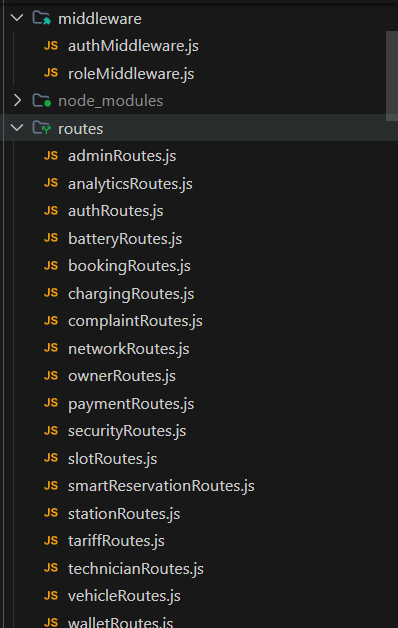 middleware
JS authMiddleware.js
JS roleMiddleware.js
node_modules
routes
JS adminRoutes.js
JS analyticsRoutes.js
JS authRoutes.js
JS batteryRoutes.js
JS bookingRoutes.js
JS chargingRoutes.js
JS complaintRoutes.js
JS networkRoutes.js
JS ownerRoutes.js
JS paymentRoutes.js
JS securityRoutes.js
JS slotRoutes.js
JS smartReservationRoutes.js
JS stationRoutes.js
JS tariffRoutes.js
JS technicianRoutes.js
JS vehicleRoutes.js
JS walletRoutes.js